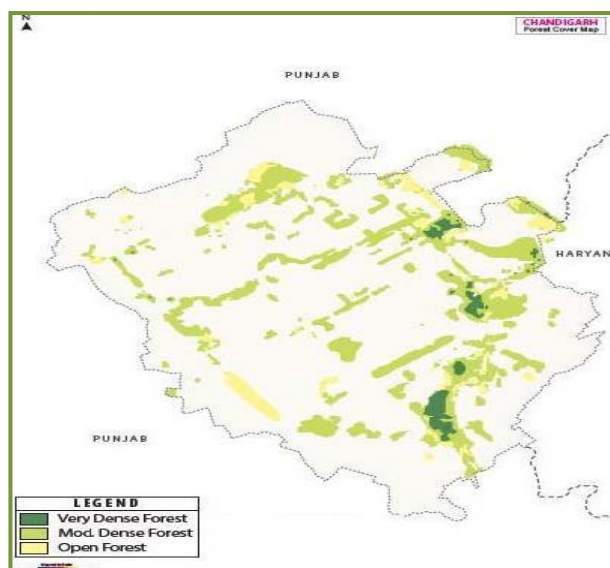 N
CHANDIGARH
Forest Cover Map
PUNJAB
HARYAN
PUNJAB
LEGEND
Very Dense Forest
Mod. Dense Forest
Open Forest